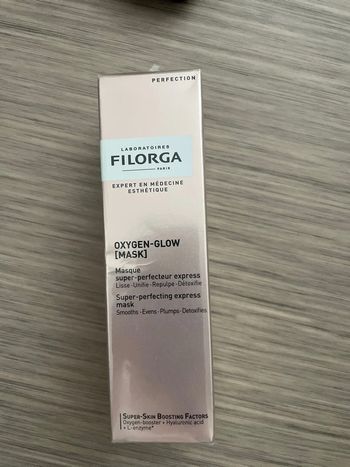 PERFECTION
LABORATOIRES
FILORGA
PARIS
EXPERT EN MÉDECINE
ESTHÉTIQUE
OXYGEN-GLOW
[MASK]
Masque
super-perfecteur express
Lisse-Unifie-Repulpe-Détoxifie
Super-perfecting express
mask
Smooths-Evens-Plumps-Detoxifies
SUPER-SKIN BOOSTING FACTORS
Oxygen-booster + Hyaluronic acid
+ L-enzyme*